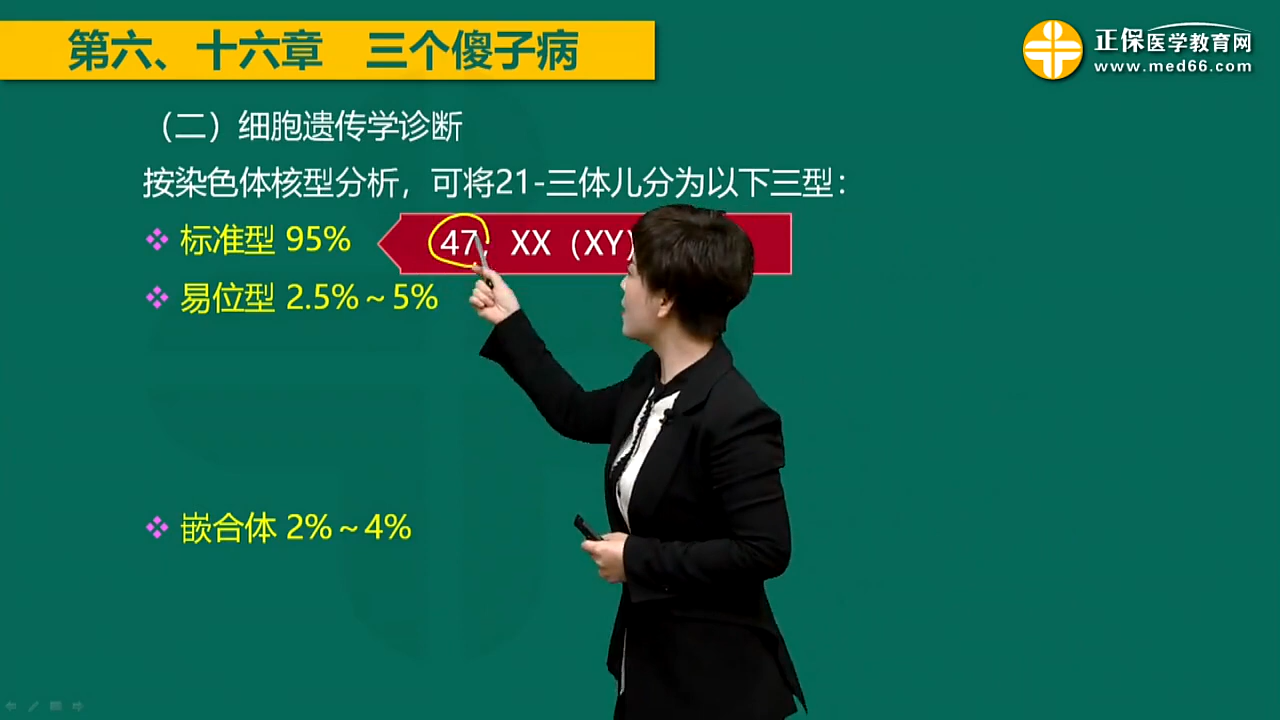 第六、十六章 三个傻子病
正保医学教育网
www.med66.com
（二）细胞遗传学诊断
按染色体核型分析，可将21-三体儿分为以下三型：
标准型 95%
47，XX（XY）
易位型 2.5%～5%
嵌合体 2%～4%